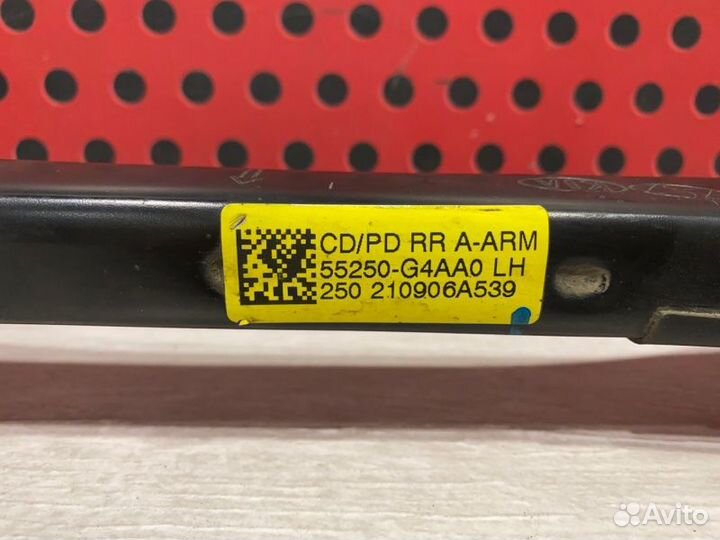 CD/PD RR A-ARM
55250-G4AA0 LH
250 210906A539
Avito